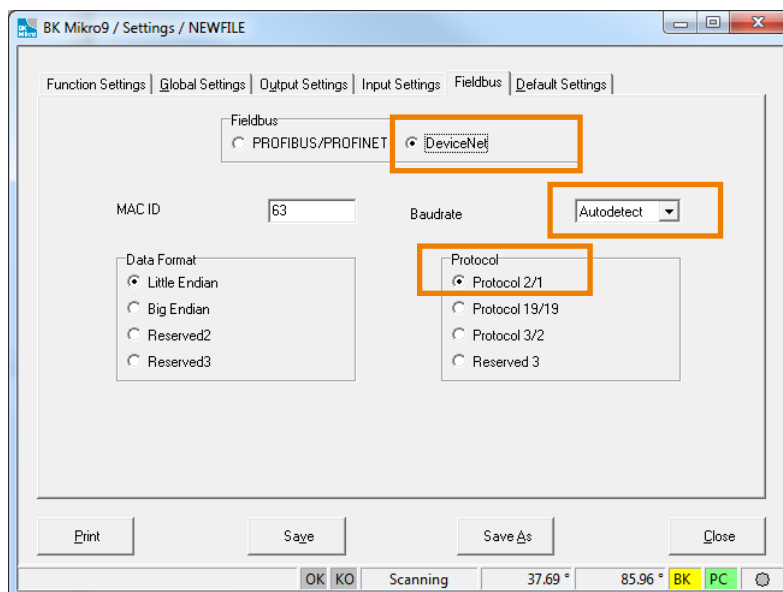 BK Mikro9 / Settings / NEWFILE
Function Settings Global Settings Output Settings Input Settings Fieldbus Default Settings
Fieldbus
PROFIBUS/PROFINET DeviceNet
MAC ID 63 Baudrate Autodetect
Data Format
Little Endian
Big Endian
Reserved2
Reserved3
Protocol
Protocol 2/1
Protocol 19/19
Protocol 3/2
Reserved 3
Print Save Save As Close
OK KO Scanning 37.69 ° 85.96 ° BK PC